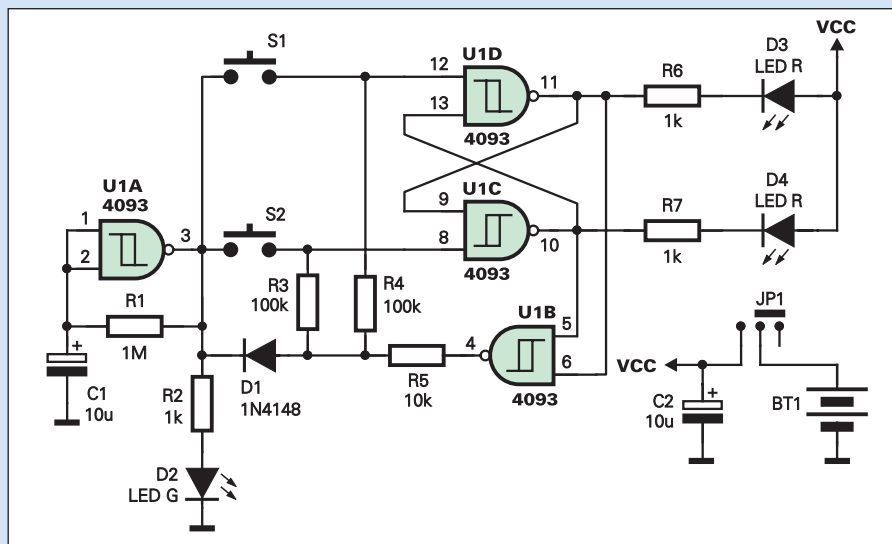 VCC
S1
U1D
12
13
11
4093
R6
1k
D3
LED R
U1A
4093
1
2
3
S2
U1C
9
8
10
4093
R7
1k
D4
LED R
R1
1M
R3
100k
R4
100k
U1B
4
5
6
4093
JP1
+
C1
10u
R2
1k
D1
1N4148
R5
10k
VCC
+
C2
10u
BT1
D2
LED G